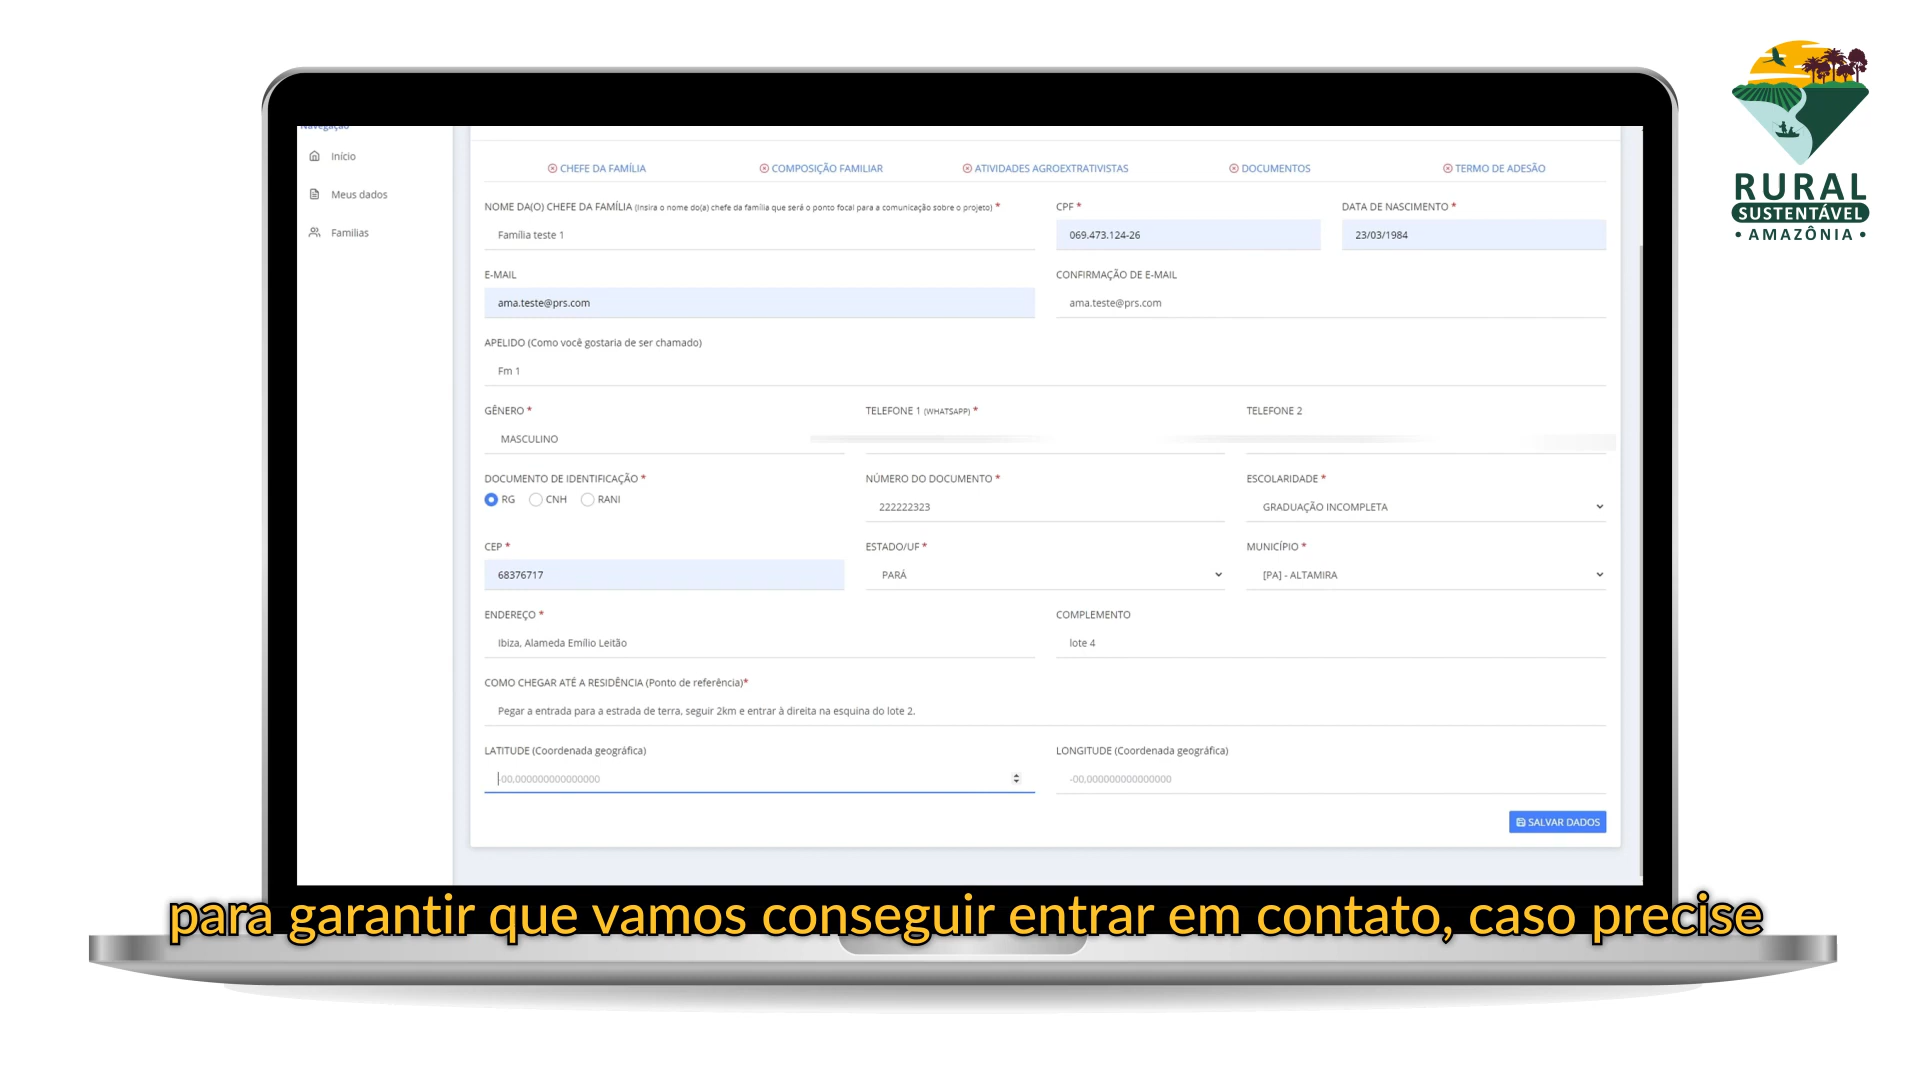 Navegação
Início
Meus dados
Famílias
CHEFE DA FAMÍLIA
COMPOSIÇÃO FAMILIAR
ATIVIDADES AGROEXTRATIVISTAS
DOCUMENTOS
TERMO DE ADESÃO
NOME DA(O) CHEFE DA FAMÍLIA (Insira o nome do(a) chefe da família que será o ponto focal para a comunicação sobre o projeto) *
CPF *
DATA DE NASCIMENTO *
Família teste 1
069.473.124-26
23/03/1984
E-MAIL
CONFIRMAÇÃO DE E-MAIL
ama.teste@prs.com
ama.teste@prs.com
APELIDO (Como você gostaria de ser chamado)
Fm 1
GÊNERO *
TELEFONE 1 (WHATSAPP) *
TELEFONE 2
MASCULINO
DOCUMENTO DE IDENTIFICAÇÃO *
NÚMERO DO DOCUMENTO *
ESCOLARIDADE *
RG
CNH
RANI
222222323
GRADUAÇÃO INCOMPLETA
CEP *
ESTADO/UF *
MUNICÍPIO *
68376717
PARÁ
[PA] - ALTAMIRA
ENDEREÇO *
COMPLEMENTO
Ibiza, Alameda Emílio Leitão
lote 4
COMO CHEGAR ATÉ A RESIDÊNCIA (Ponto de referência)*
Pegar a entrada para a estrada de terra, seguir 2km e entrar à direita na esquina do lote 2.
LATITUDE (Coordenada geográfica)
LONGITUDE (Coordenada geográfica)
-00,000000000000000
-00,000000000000000
SALVAR DADOS
RURAL
SUSTENTÁVEL
• AMAZÔNIA •
para garantir que vamos conseguir entrar em contato, caso precise